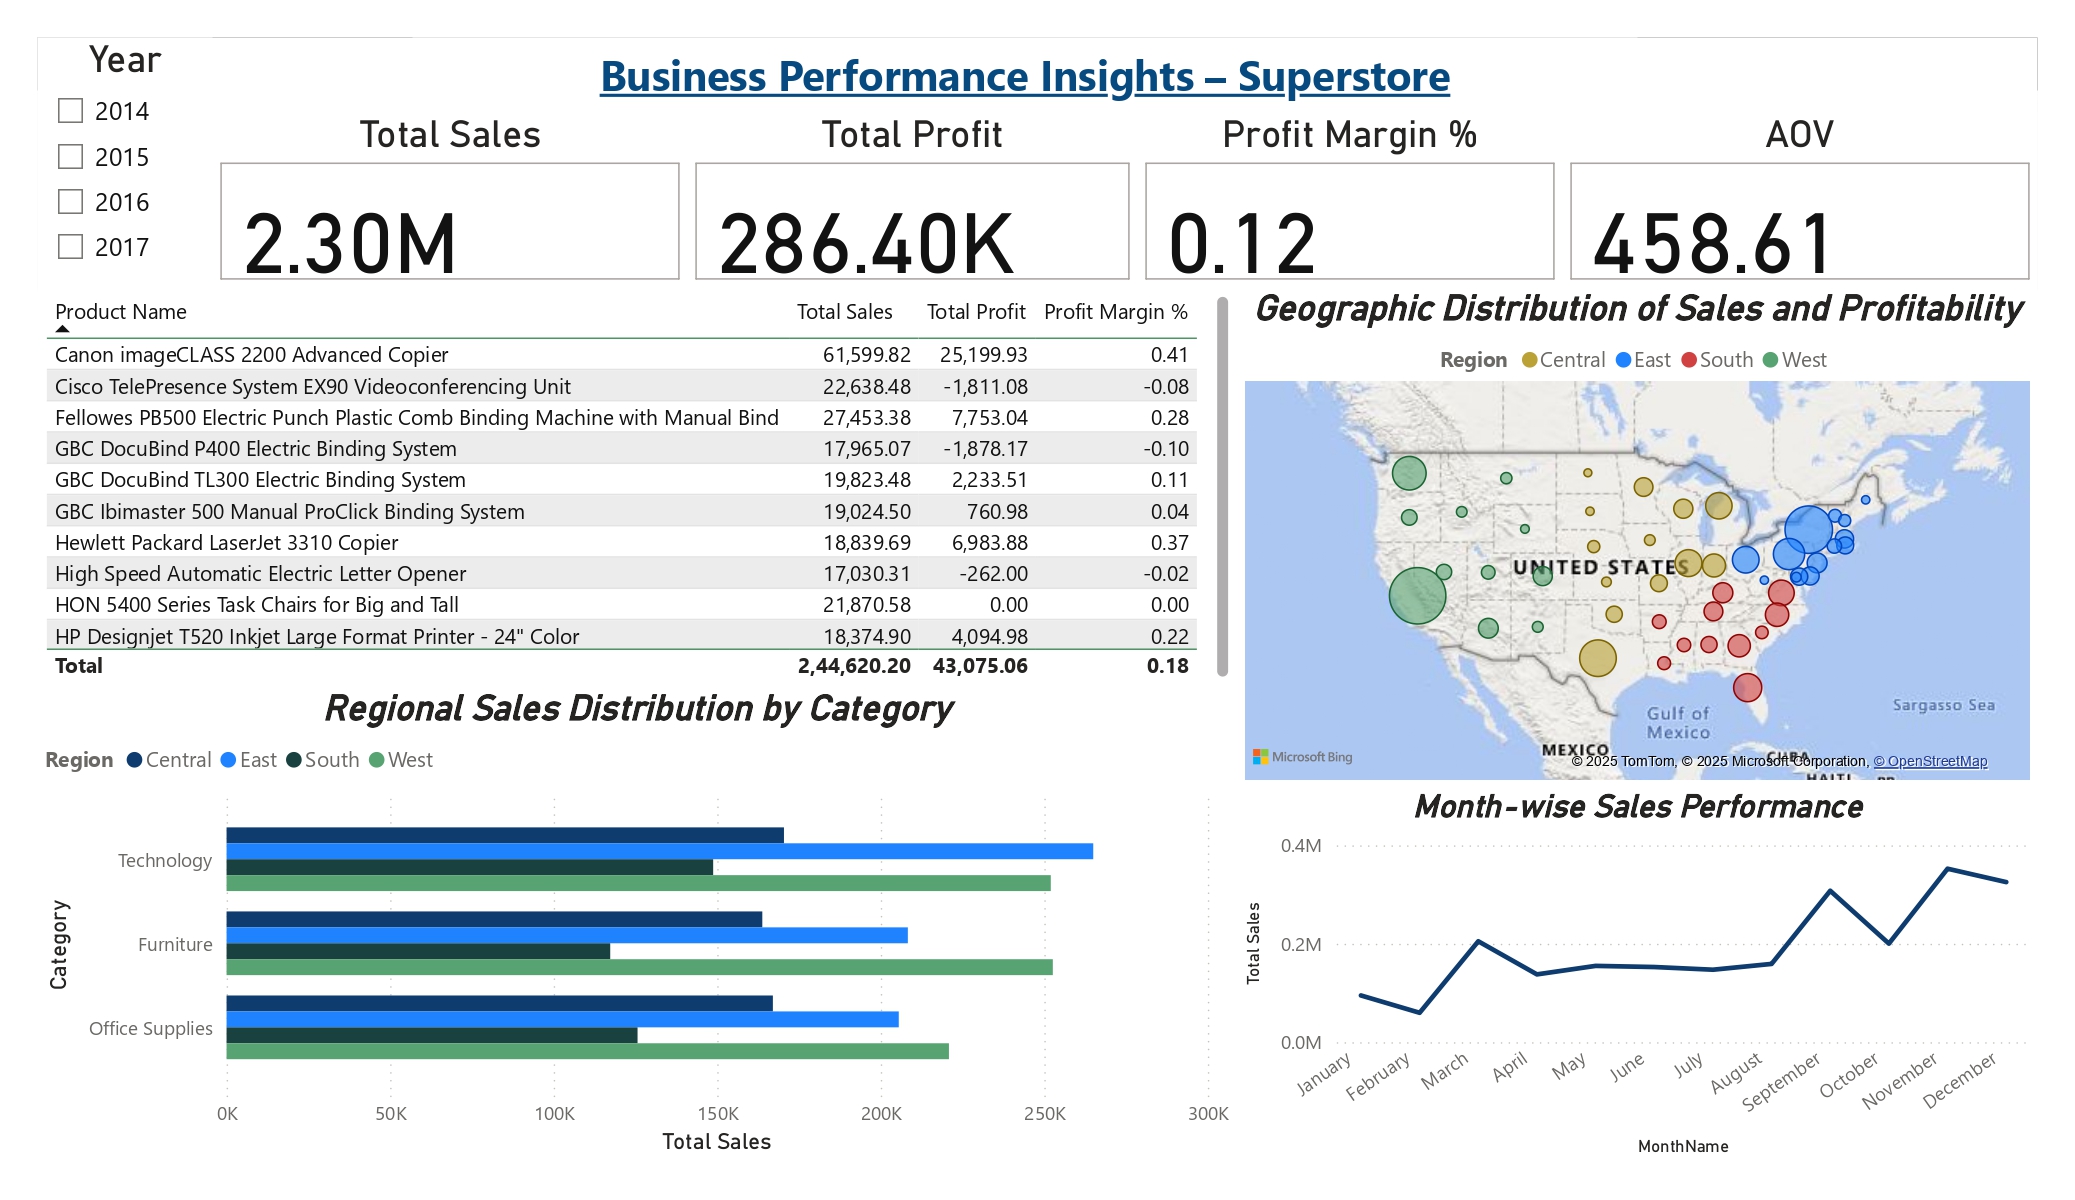 Year
2014
2015
2016
2017
Business Performance Insights – Superstore
Total Sales
2.30M
Total Profit
286.40K
Profit Margin %
0.12
AOV
458.61
Product Name Total Sales Total Profit Profit Margin %
Canon imageCLASS 2200 Advanced Copier 61,599.82 25,199.93 0.41
Cisco TelePresence System EX90 Videoconferencing Unit 22,638.48 -1,811.08 -0.08
Fellowes PB500 Electric Punch Plastic Comb Binding Machine with Manual Bind 27,453.38 7,753.04 0.28
GBC DocuBind P400 Electric Binding System 17,965.07 -1,878.17 -0.10
GBC DocuBind TL300 Electric Binding System 19,823.48 2,233.51 0.11
GBC Ibimaster 500 Manual ProClick Binding System 19,024.50 760.98 0.04
Hewlett Packard LaserJet 3310 Copier 18,839.69 6,983.88 0.37
High Speed Automatic Electric Letter Opener 17,030.31 -262.00 -0.02
HON 5400 Series Task Chairs for Big and Tall 21,870.58 0.00 0.00
HP Designjet T520 Inkjet Large Format Printer - 24" Color 18,374.90 4,094.98 0.22
Total 2,44,620.20 43,075.06 0.18
Geographic Distribution of Sales and Profitability
Region Central East South West
UNITED STATES
Gulf of
Mexico
Sargasso Sea
MEXICO
CUBA
HAITI
Microsoft Bing
© 2025 TomTom, © 2025 Microsoft Corporation, © OpenStreetMap
Regional Sales Distribution by Category
Region Central East South West
Category
Technology
Furniture
Office Supplies
0K 50K 100K 150K 200K 250K 300K
Total Sales
Month-wise Sales Performance
Total Sales
0.4M
0.2M
0.0M
January February March April May June July August September October November December
MonthName